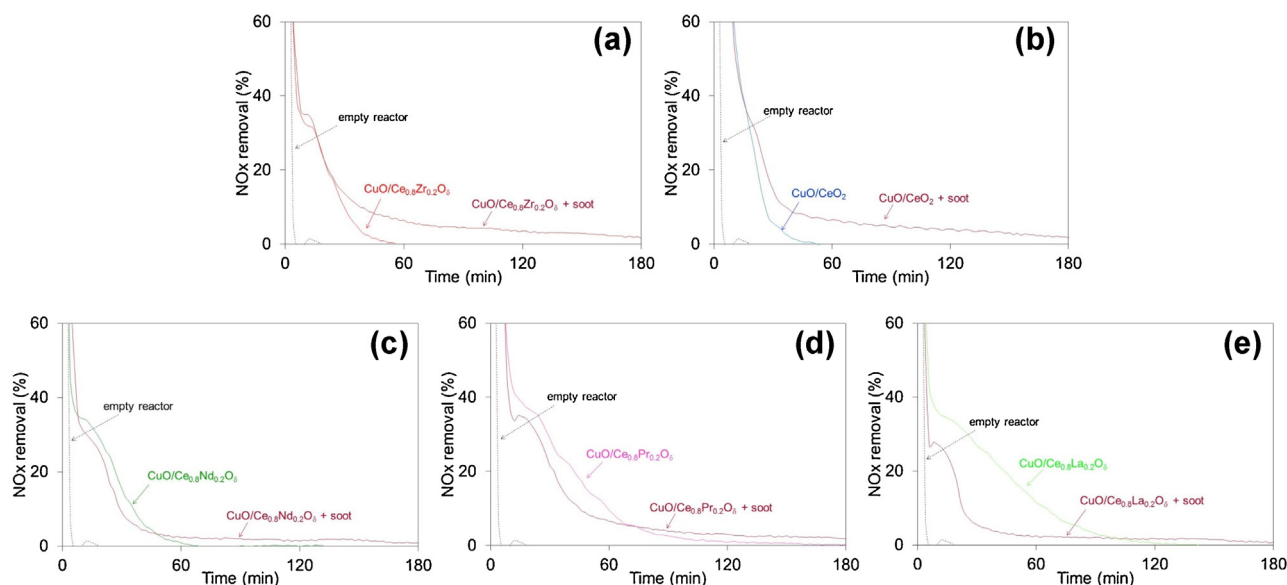 (a)
NOx removal (%)
60
40
20
0
empty reactor
CuO/Ce0.8Zr0.2Oδ
CuO/Ce0.8Zr0.2Oδ + soot
0 60 120 180
Time (min)
(b)
NOx removal (%)
60
40
20
0
empty reactor
CuO/CeO2
CuO/CeO2 + soot
0 60 120 180
Time (min)
(c)
NOx removal (%)
60
40
20
0
empty reactor
CuO/Ce0.8Nd0.2Oδ
CuO/Ce0.8Nd0.2Oδ + soot
0 60 120 180
Time (min)
(d)
NOx removal (%)
60
40
20
0
empty reactor
CuO/Ce0.8Pr0.2Oδ
CuO/Ce0.8Pr0.2Oδ + soot
0 60 120 180
Time (min)
(e)
NOx removal (%)
60
40
20
0
empty reactor
CuO/Ce0.8La0.2Oδ
CuO/Ce0.8La0.2Oδ + soot
0 60 120 180
Time (min)